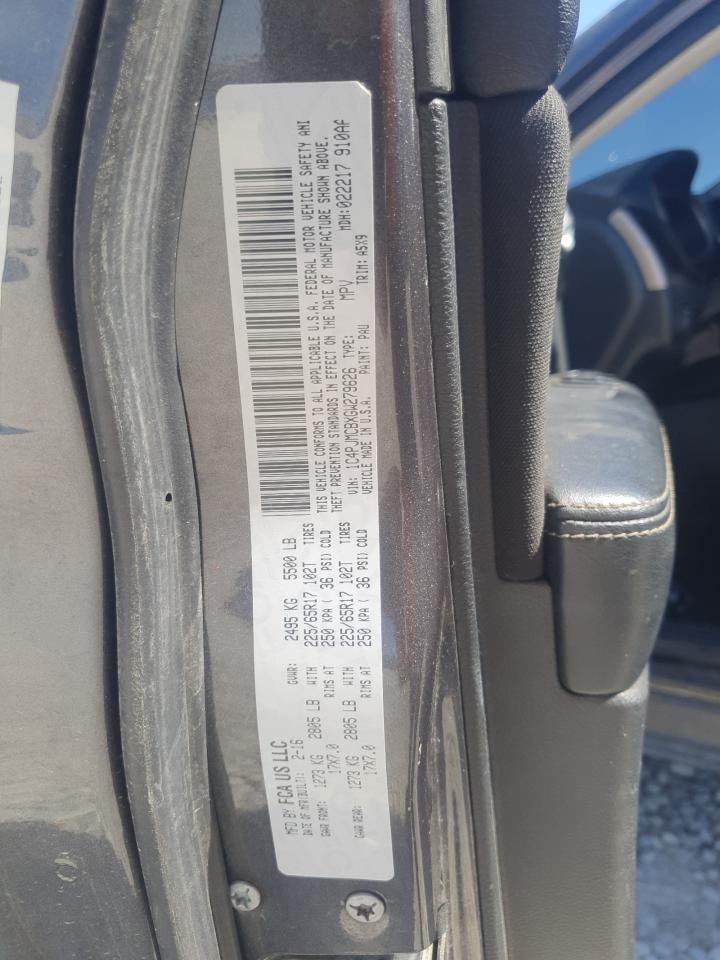 MFD BY FCA US LLC
DATE OF MFR(BUILT): 2-16 GVWR: 2495 KG 5500 LB
GAWR FRONT: 1273 KG 2805 LB WITH 225/65R17 102T TIRES
17X7.0 RIMS AT 250 KPA ( 36 PSI) COLD
GAWR REAR: 1273 KG 2805 LB WITH 225/65R17 102T TIRES
17X7.0 RIMS AT 250 KPA ( 36 PSI) COLD
THIS VEHICLE CONFORMS TO ALL APPLICABLE U.S.A. FEDERAL MOTOR VEHICLE SAFETY ANI
THEFT PREVENTION STANDARDS IN EFFECT ON THE DATE OF MANUFACTURE SHOWN ABOVE.
VIN: 1C4PJMCBXGW279626 TYPE: MPV MDH:022217 910AF
VEHICLE MADE IN U.S.A. PAINT: PAU TRIM: A5X9